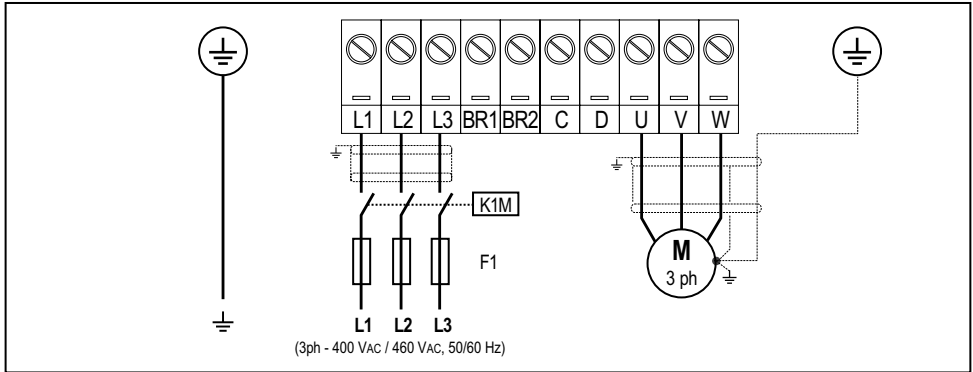 L1 L2 L3 BR1 BR2 C D U V W
K1M
F1
M
3 ph
L1 L2 L3
(3ph - 400 VAC / 460 VAC, 50/60 Hz)